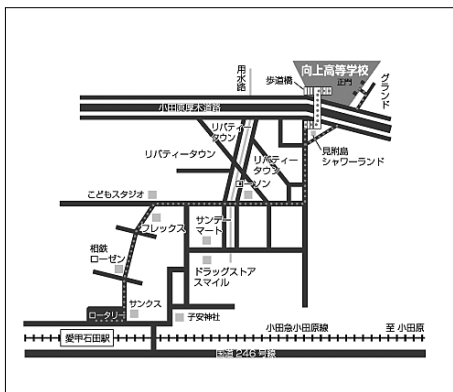 向上高等学校
正門
グランド
歩道橋
用水路
小田原厚木道路
リバティー
タウン
リバティータウン
リバティー
タウン
見附島
シャワーランド
ローソン
こどもスタジオ
フレックス
サンデー
マート
相鉄
ローゼン
ドラッグストア
スマイル
ロータリー
サンクス
子安神社
小田急小田原線
至 小田原
愛甲石田駅
国道246号線